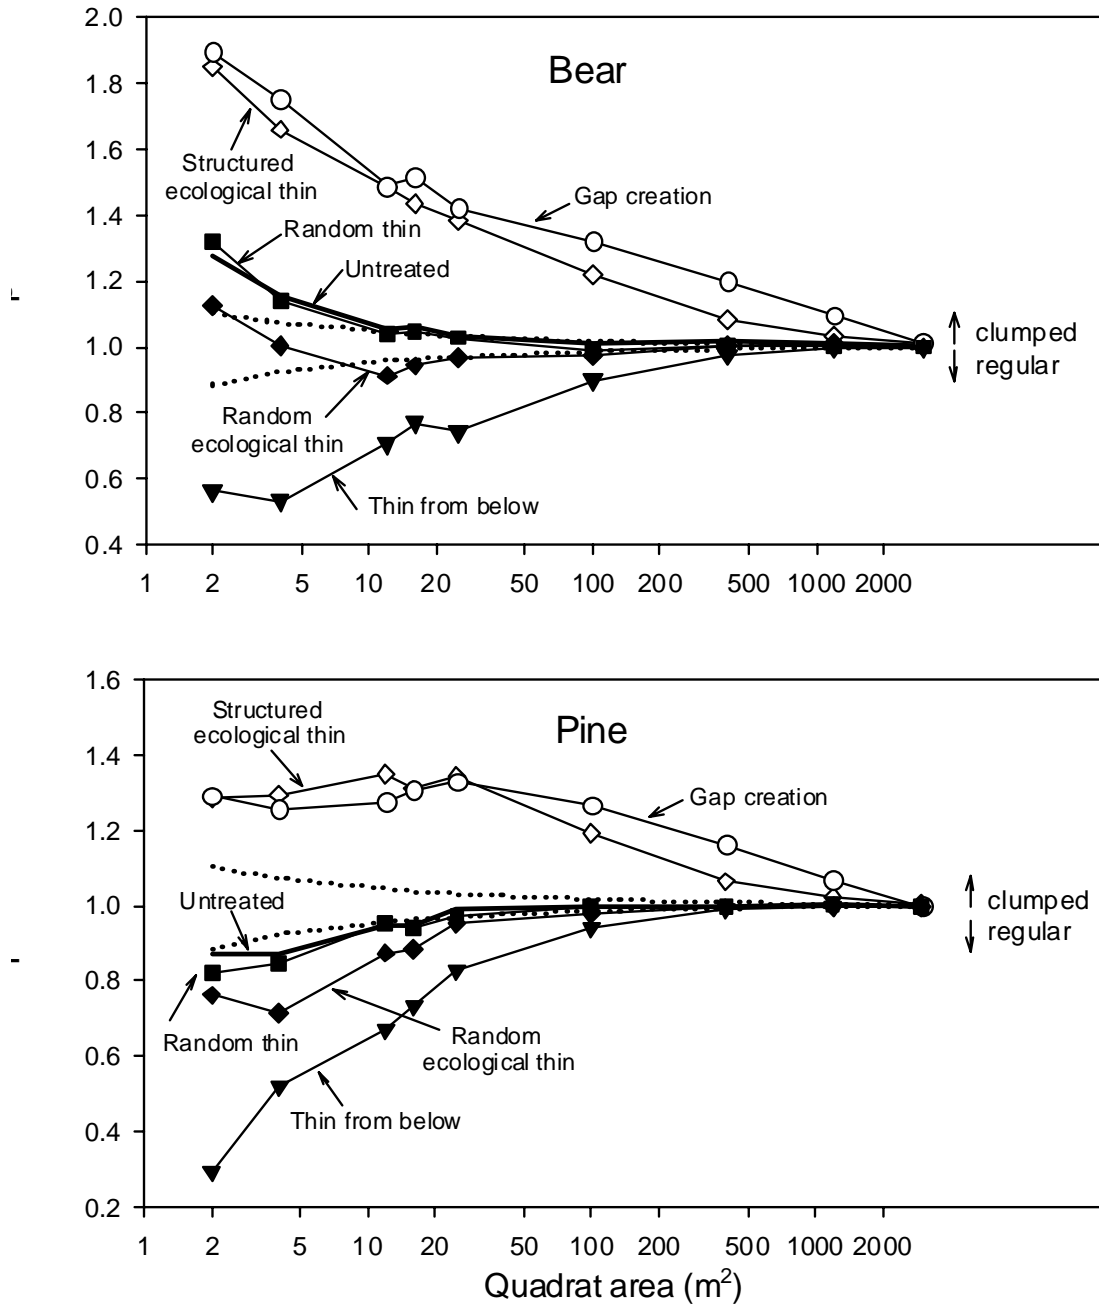 2.0
Bear
1.8
1.6
Structured
ecological thin
Gap creation
1.4
Random thin
Untreated
1.2
clumped
1.0
regular
0.8
Random
ecological thin
0.6
Thin from below
0.4
1 2 5 10 20 50 100 200 500 1000 2000
1.6
Structured
ecological thin
Pine
1.4
Gap creation
1.2
Untreated
clumped
1.0
regular
0.8
Random thin
Random
ecological thin
0.6
Thin from below
0.4
0.2
1 2 5 10 20 50 100 200 500 1000 2000
Quadrat area (m²)